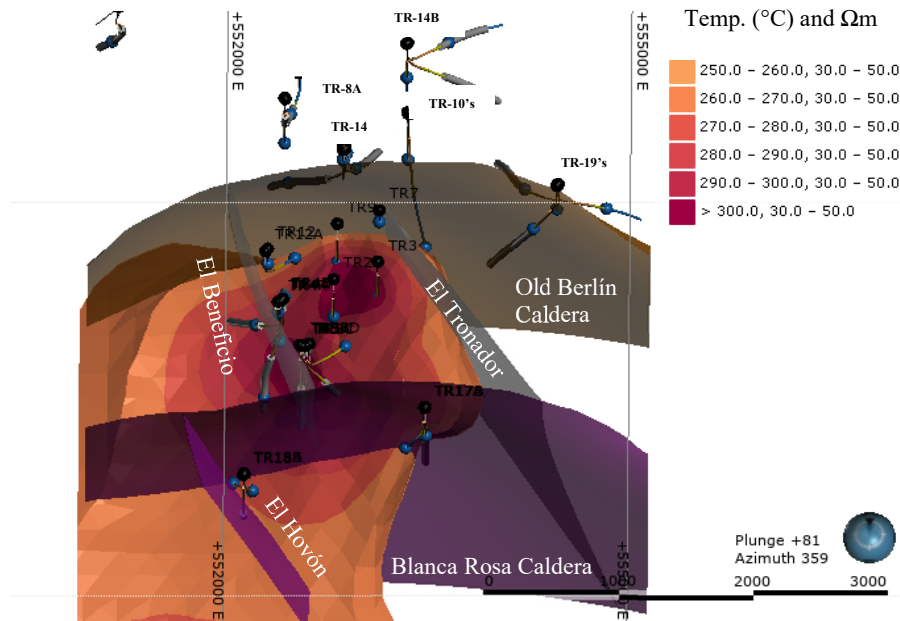 Temp. (°C) and Ωm
250.0 – 260.0, 30.0 – 50.0
260.0 – 270.0, 30.0 – 50.0
270.0 – 280.0, 30.0 – 50.0
280.0 – 290.0, 30.0 – 50.0
290.0 – 300.0, 30.0 – 50.0
> 300.0, 30.0 – 50.0
+552000 E
+555000 E
TR-14B
TR-8A
TR-10's
TR-14
TR-19's
TR7
TR9
TR12
TR12A
TR3
TR2
El Beneficio
El Tronador
Old Berlín
Caldera
TR18B
El Hovón
Blanca Rosa Caldera
+552000 E
+555000 E
Plunge +81
Azimuth 359
0
1000
2000
3000